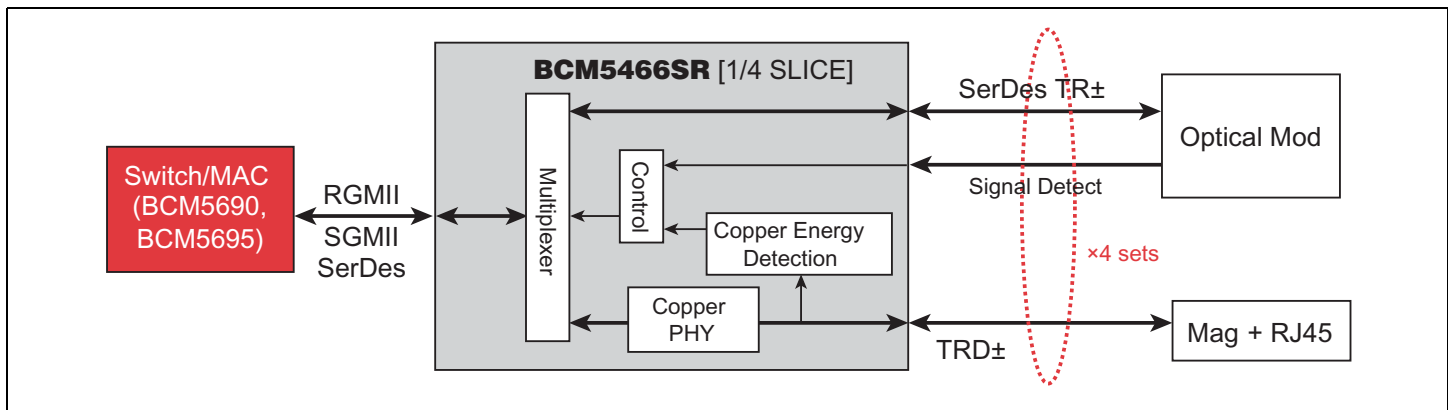 BCM5466SR [1/4 SLICE]
SerDes TR±
Optical Mod
Switch/MAC
(BCM5690,
BCM5695)
RGMII
SGMII
SerDes
Multiplexer
Control
Signal Detect
Copper Energy
Detection
×4 sets
Copper
PHY
TRD±
Mag + RJ45